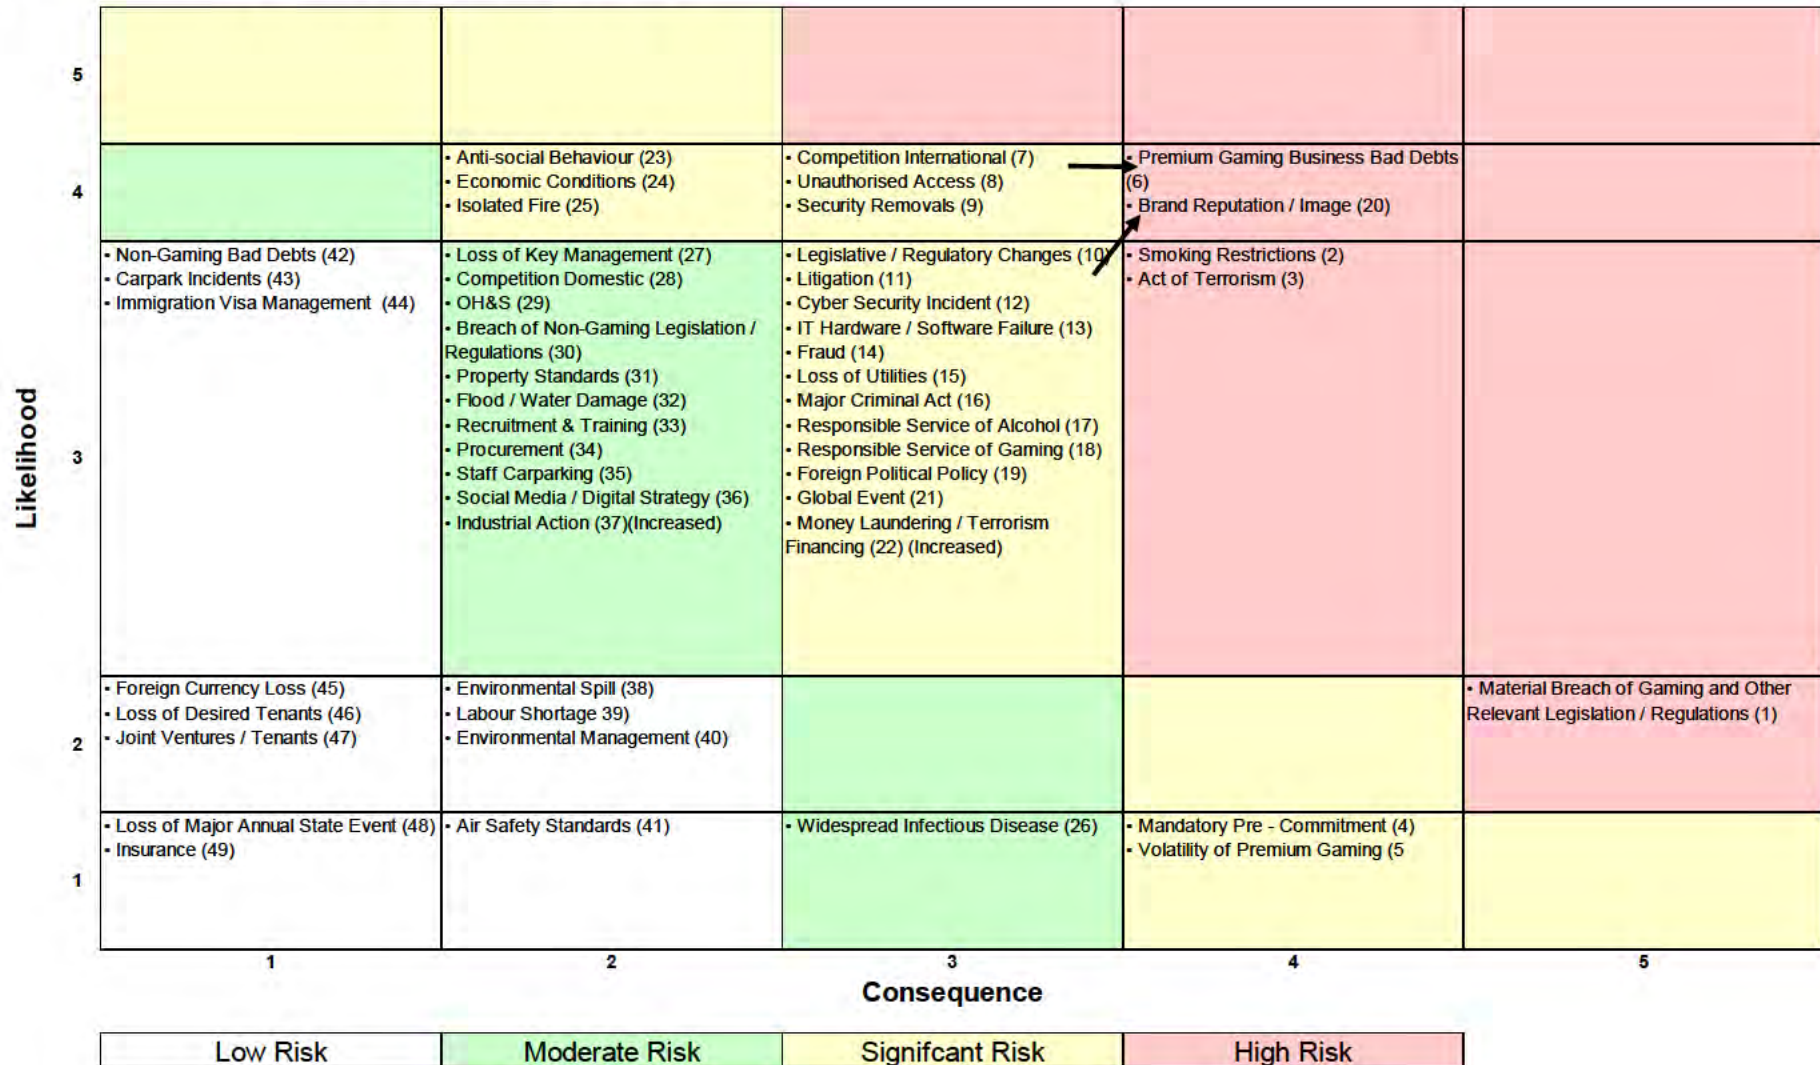 5
4
• Anti-social Behaviour (23)
• Economic Conditions (24)
• Isolated Fire (25)
• Competition International (7)
• Unauthorised Access (8)
• Security Removals (9)
• Premium Gaming Business Bad Debts
(6)
• Brand Reputation / Image (20)
Likelihood
3
• Non-Gaming Bad Debts (42)
• Carpark Incidents (43)
• Immigration Visa Management (44)
• Loss of Key Management (27)
• Competition Domestic (28)
• OH&S (29)
• Breach of Non-Gaming Legislation /
Regulations (30)
• Property Standards (31)
• Flood / Water Damage (32)
• Recruitment & Training (33)
• Procurement (34)
• Staff Carparking (35)
• Social Media / Digital Strategy (36)
• Industrial Action (37)(Increased)
• Legislative / Regulatory Changes (10)
• Litigation (11)
• Cyber Security Incident (12)
• IT Hardware / Software Failure (13)
• Fraud (14)
• Loss of Utilities (15)
• Major Criminal Act (16)
• Responsible Service of Alcohol (17)
• Responsible Service of Gaming (18)
• Foreign Political Policy (19)
• Global Event (21)
• Money Laundering / Terrorism
Financing (22) (Increased)
• Smoking Restrictions (2)
• Act of Terrorism (3)
2
• Foreign Currency Loss (45)
• Loss of Desired Tenants (46)
• Joint Ventures / Tenants (47)
• Environmental Spill (38)
• Labour Shortage 39)
• Environmental Management (40)
• Material Breach of Gaming and Other
Relevant Legislation / Regulations (1)
1
• Loss of Major Annual State Event (48)
• Insurance (49)
• Air Safety Standards (41)
• Widespread Infectious Disease (26)
• Mandatory Pre - Commitment (4)
• Volatility of Premium Gaming (5
1 2 3 4 5
Consequence
Low Risk
Moderate Risk
Signifcant Risk
High Risk